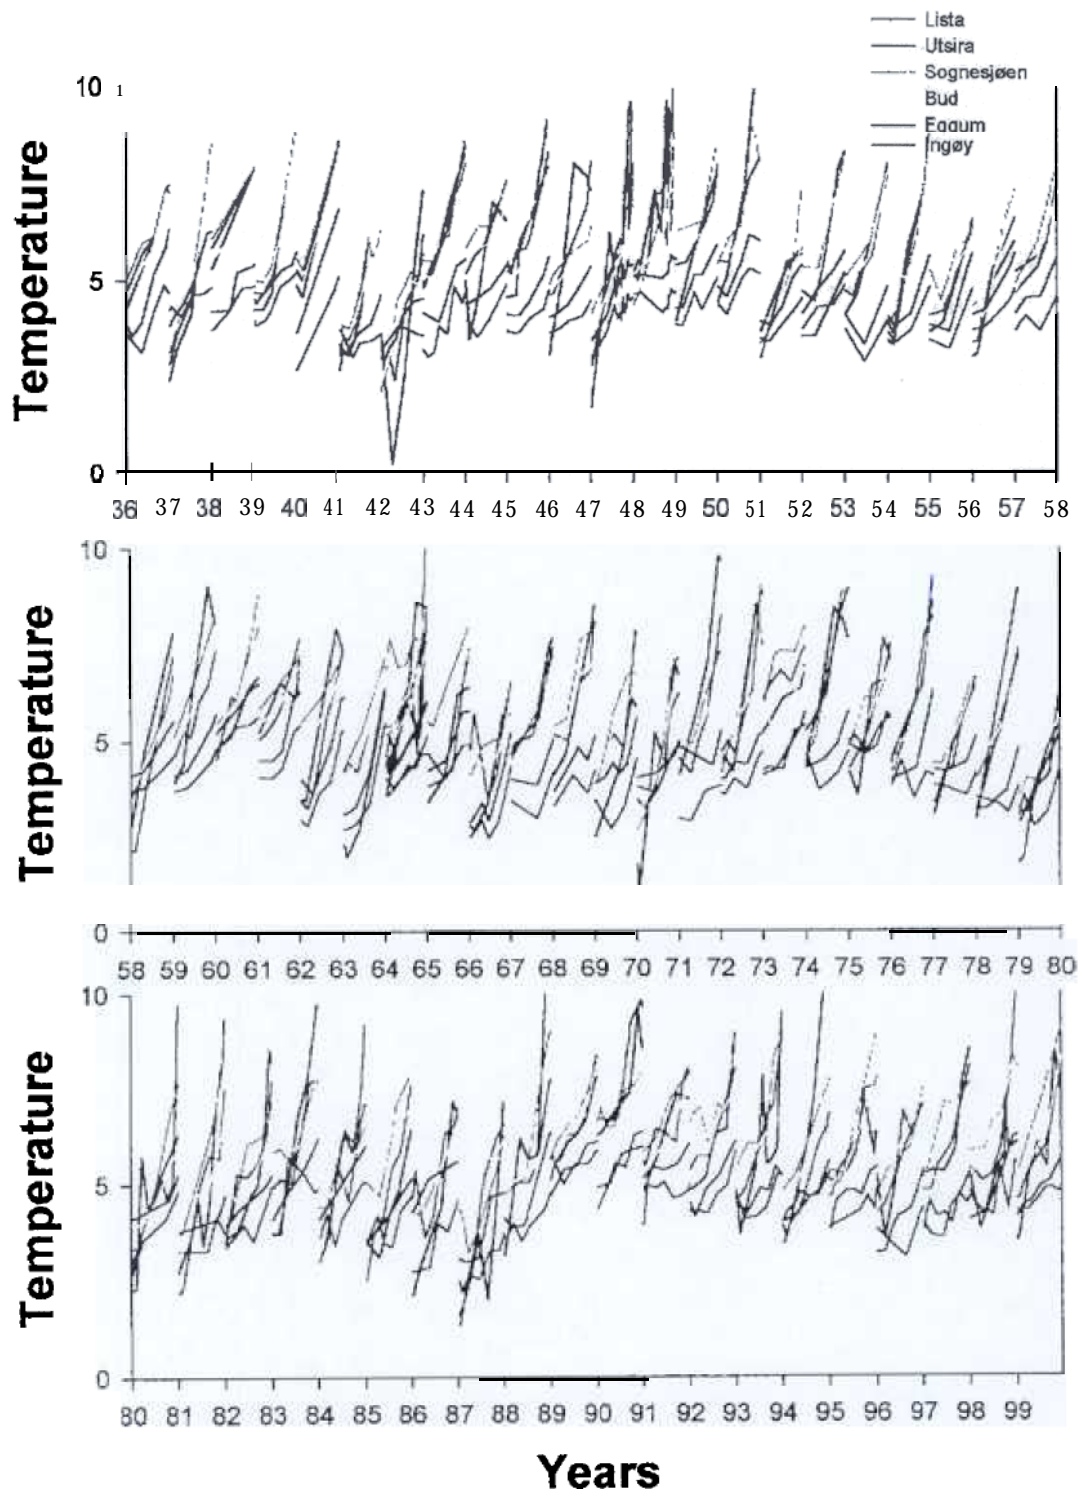 Lista
Utsira
Sognesjøen
Bud
Eggum
Ingøy
10 1
5
0
Temperature
36 37 38 39 40 41 42 43 44 45 46 47 48 49 50 51 52 53 54 55 56 57 58
10
5
0
Temperature
58 59 60 61 62 63 64 65 66 67 68 69 70 71 72 73 74 75 76 77 78 79 80
10
5
0
Temperature
80 81 82 83 84 85 86 87 88 89 90 91 92 93 94 95 96 97 98 99
Years